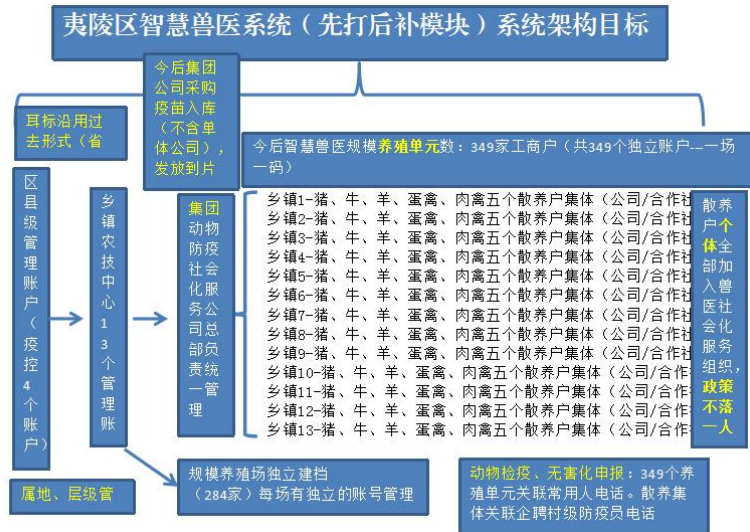 夷陵区智慧兽医系统（先打后补模块）系统架构目标
今后集团
公司采购
疫苗入库
（不含单
体公司），
发放到片
耳标沿用过
去形式（省
今后智慧兽医规模养殖单元数：349家工商户（共349个独立账户---一场
一码）
区县级管理账户（疫控4个账户）
乡镇农技中心13个管理账
集团
动物
防疫
社会
化服
务公
司总
部负
责统
一管
理
乡镇1-猪、牛、羊、蛋禽、肉禽五个散养户集体（公司/合作社
乡镇2-猪、牛、羊、蛋禽、肉禽五个散养户集体（公司/合作社
乡镇3-猪、牛、羊、蛋禽、肉禽五个散养户集体（公司/合作社
乡镇4-猪、牛、羊、蛋禽、肉禽五个散养户集体（公司/合作社
乡镇5-猪、牛、羊、蛋禽、肉禽五个散养户集体（公司/合作社
乡镇6-猪、牛、羊、蛋禽、肉禽五个散养户集体（公司/合作社
乡镇7-猪、牛、羊、蛋禽、肉禽五个散养户集体（公司/合作社
乡镇8-猪、牛、羊、蛋禽、肉禽五个散养户集体（公司/合作社
乡镇9-猪、牛、羊、蛋禽、肉禽五个散养户集体（公司/合作社
乡镇10-猪、牛、羊、蛋禽、肉禽五个散养户集体（公司/合作
乡镇11-猪、牛、羊、蛋禽、肉禽五个散养户集体（公司/合作
乡镇12-猪、牛、羊、蛋禽、肉禽五个散养户集体（公司/合作
乡镇13-猪、牛、羊、蛋禽、肉禽五个散养户集体（公司/合作
散养
户个
体全
部加
入兽
医社
会化
服务
组织，
政策
不落
一人
属地、层级管
规模养殖场独立建档
（284家）每场有独立的账号管理
动物检疫、无害化申报：349个养
殖单元关联常用人电话。散养集
体关联企聘村级防疫员电话